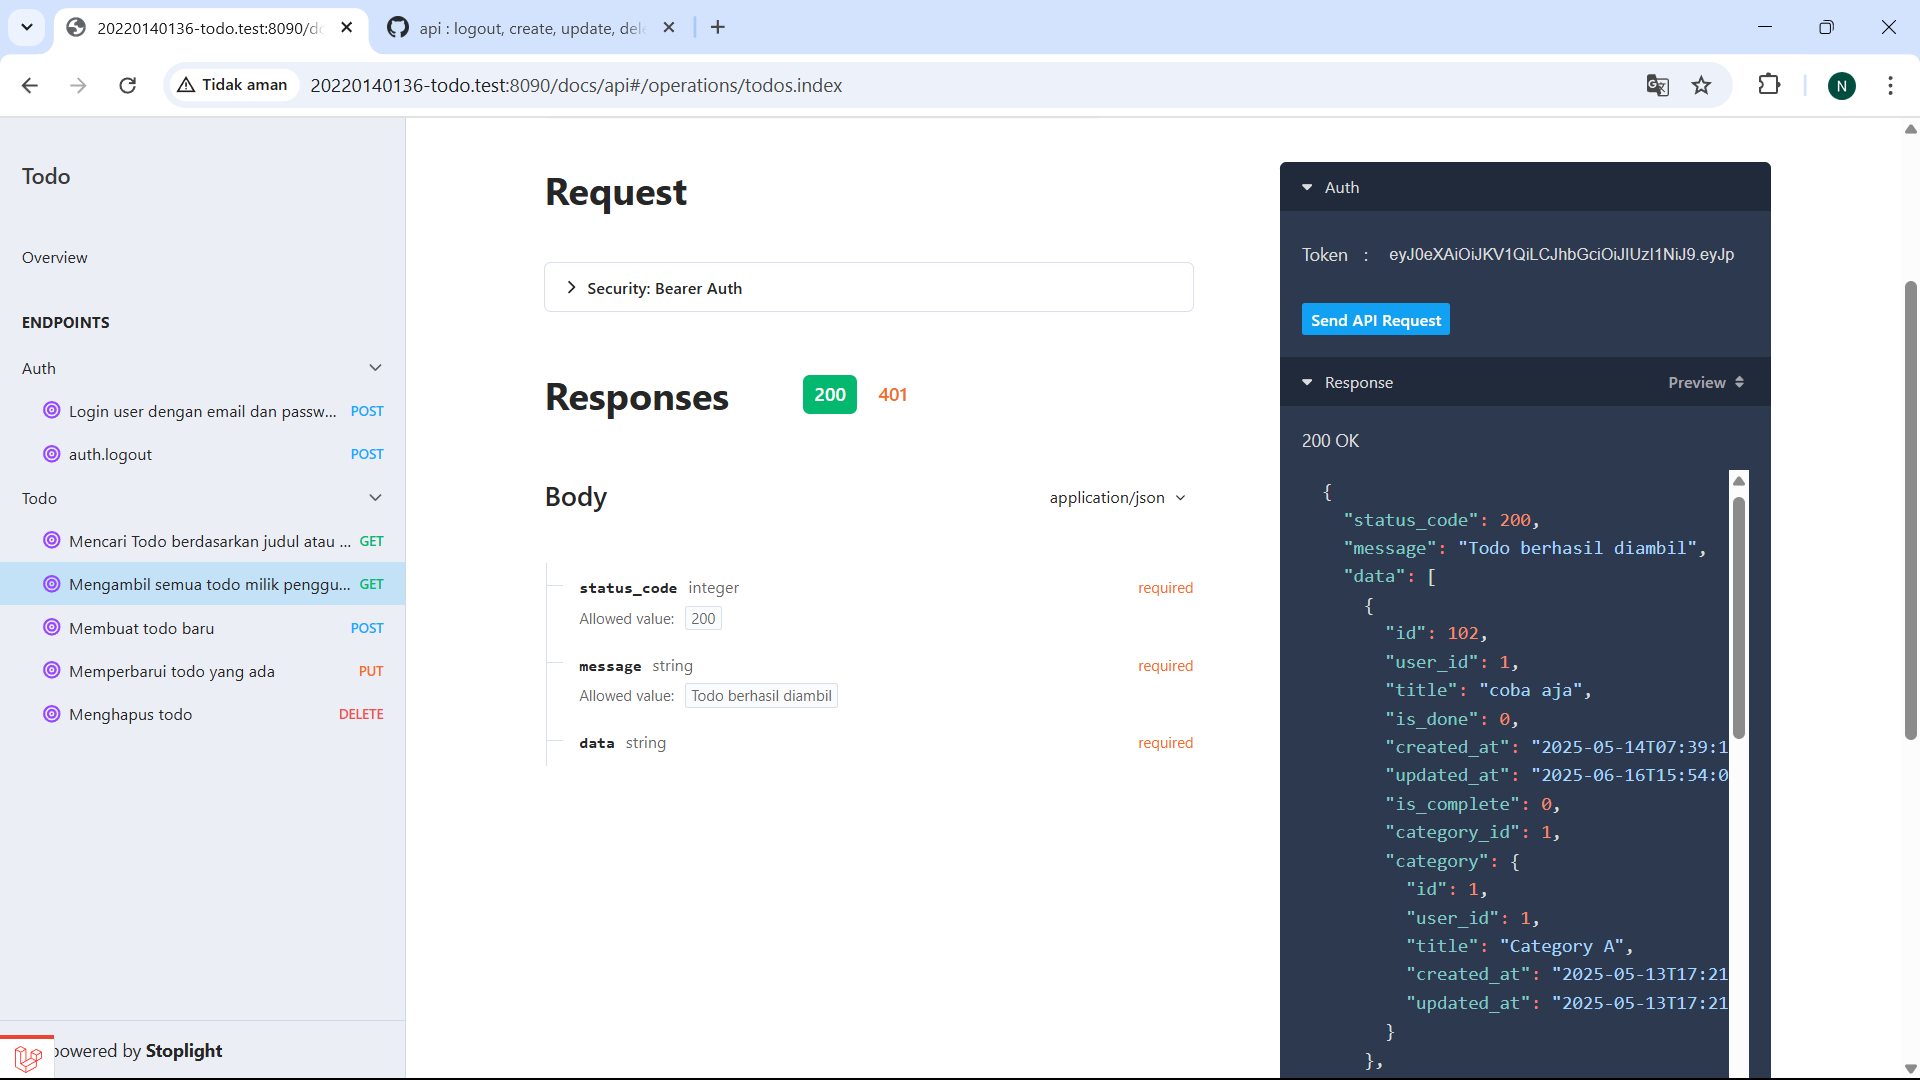 20220140136-todo.test:8090/do
api : logout, create, update, dele
Tidak aman
20220140136-todo.test:8090/docs/api#/operations/todos.index
N
Todo
Overview
ENDPOINTS
Auth
Login user dengan email dan passw... POST
auth.logout POST
Todo
Mencari Todo berdasarkan judul atau ... GET
Mengambil semua todo milik penggu... GET
Membuat todo baru POST
Memperbarui todo yang ada PUT
Menghapus todo DELETE
powered by Stoplight
Request
Security: Bearer Auth
Responses 200 401
Body application/json
status_code integer required
Allowed value: 200
message string required
Allowed value: Todo berhasil diambil
data string required
Auth
Token : eyJ0eXAiOiJKV1QiLCJhbGciOiJIUzI1NiJ9.eyJp
Send API Request
Response Preview
200 OK
{
"status_code": 200,
"message": "Todo berhasil diambil",
"data": [
{
"id": 102,
"user_id": 1,
"title": "coba aja",
"is_done": 0,
"created_at": "2025-05-14T07:39:1
"updated_at": "2025-06-16T15:54:0
"is_complete": 0,
"category_id": 1,
"category": {
"id": 1,
"user_id": 1,
"title": "Category A",
"created_at": "2025-05-13T17:21
"updated_at": "2025-05-13T17:21
}
},